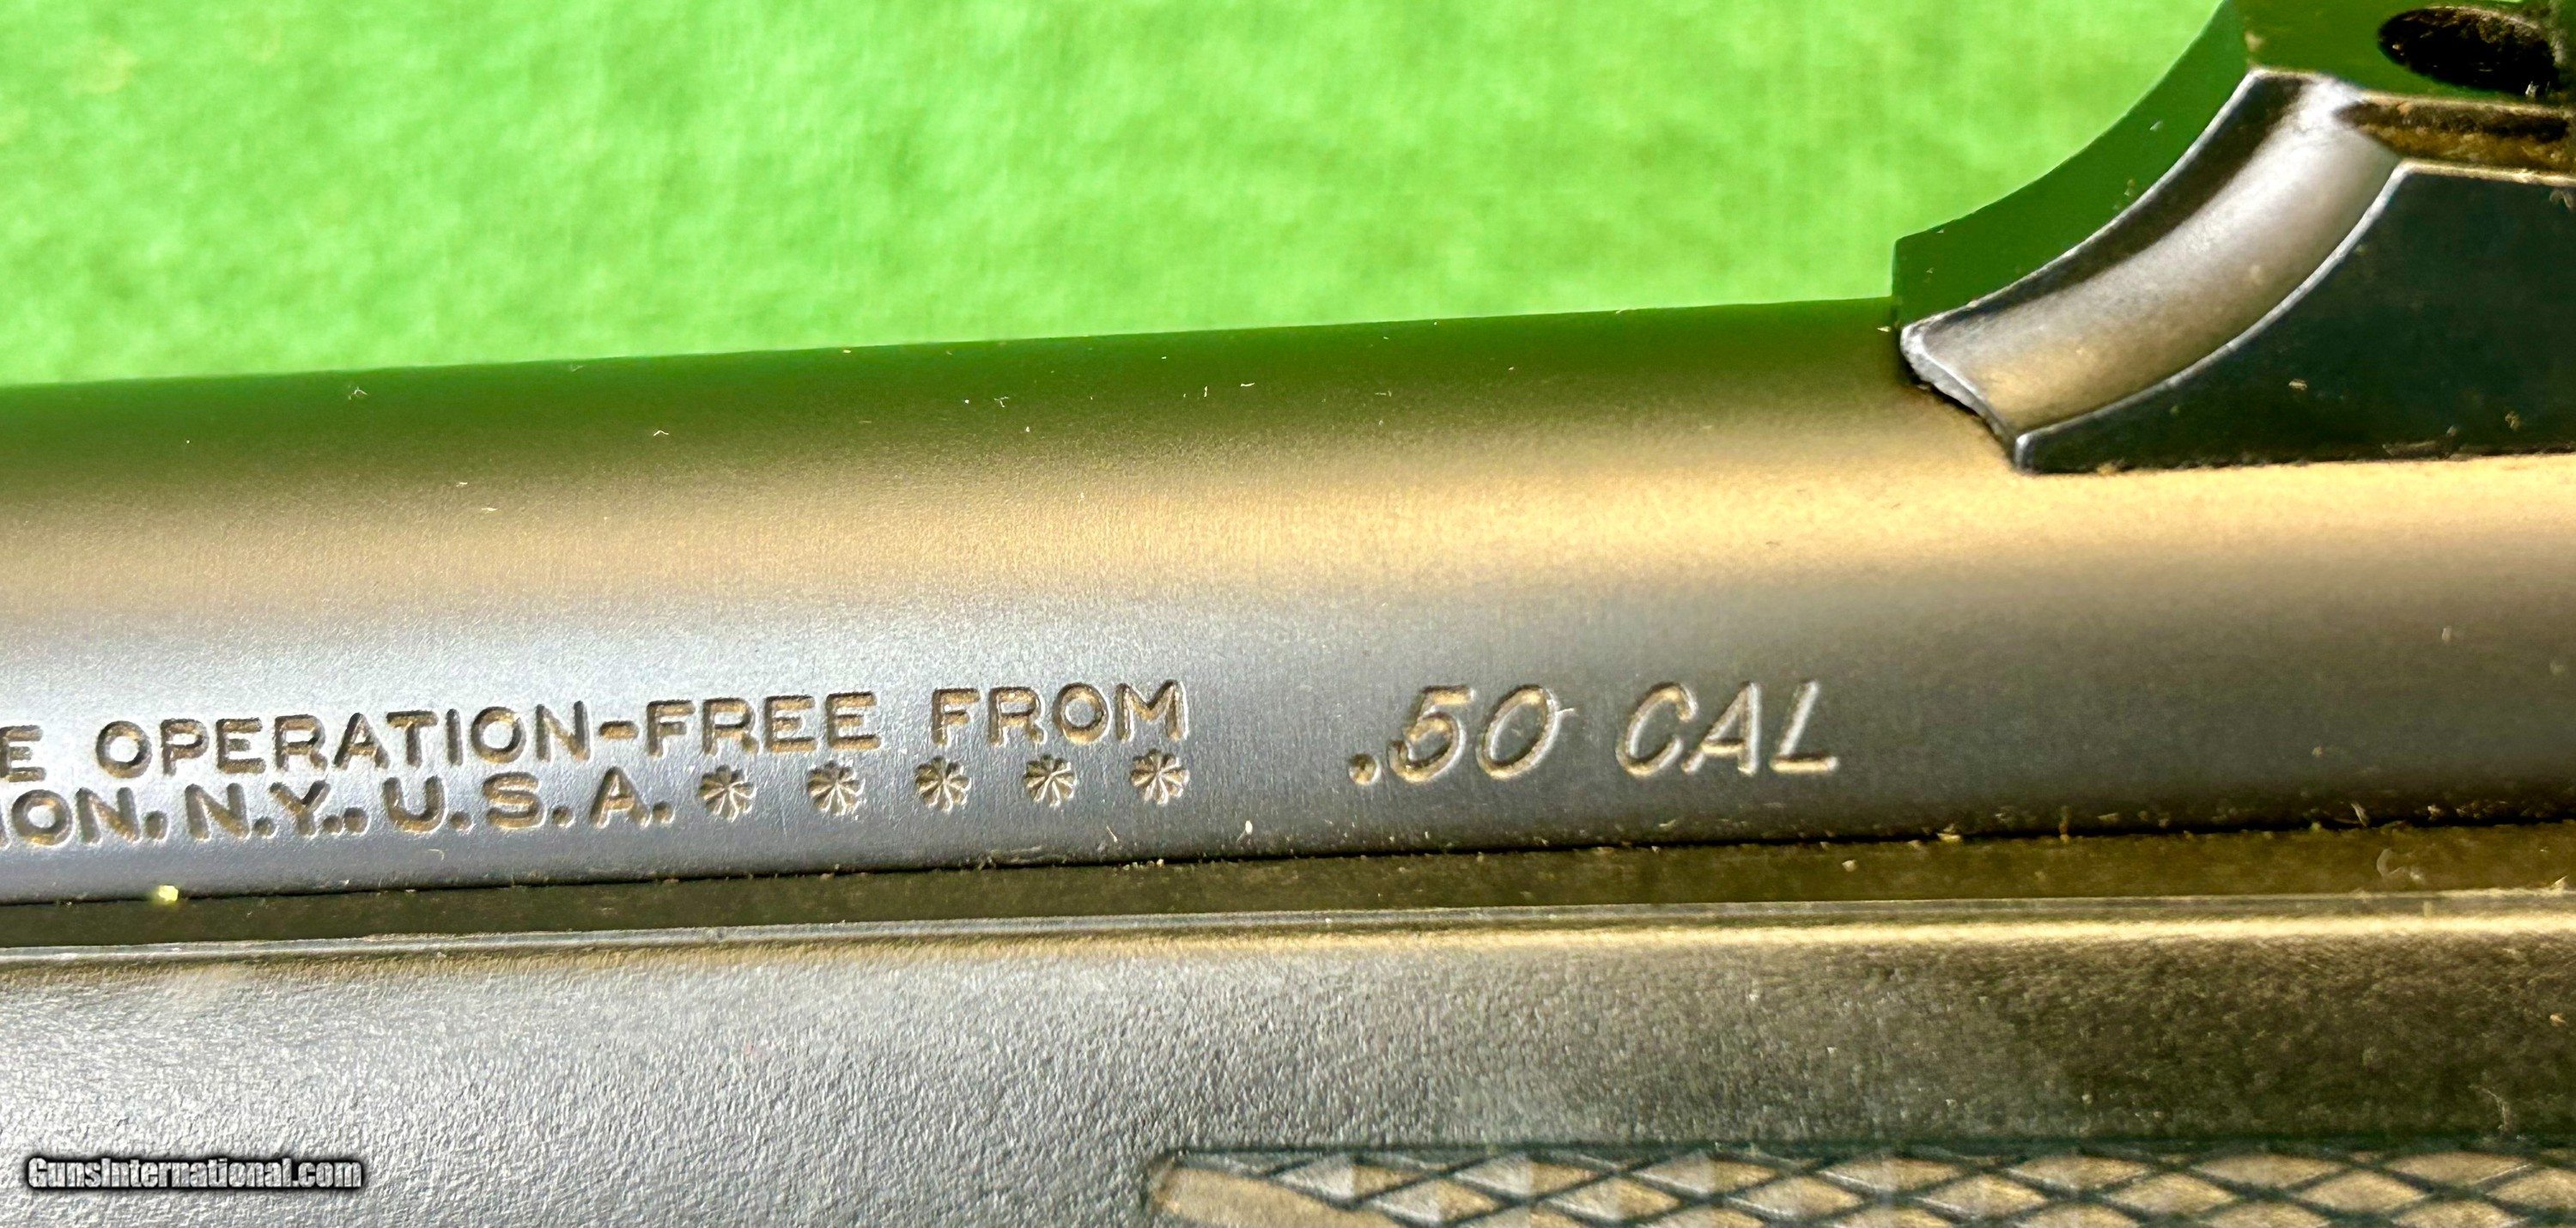 E OPERATION-FREE FROM
ION, N.Y., U.S.A. * * * * *
.50 CAL
GunsInternational.com